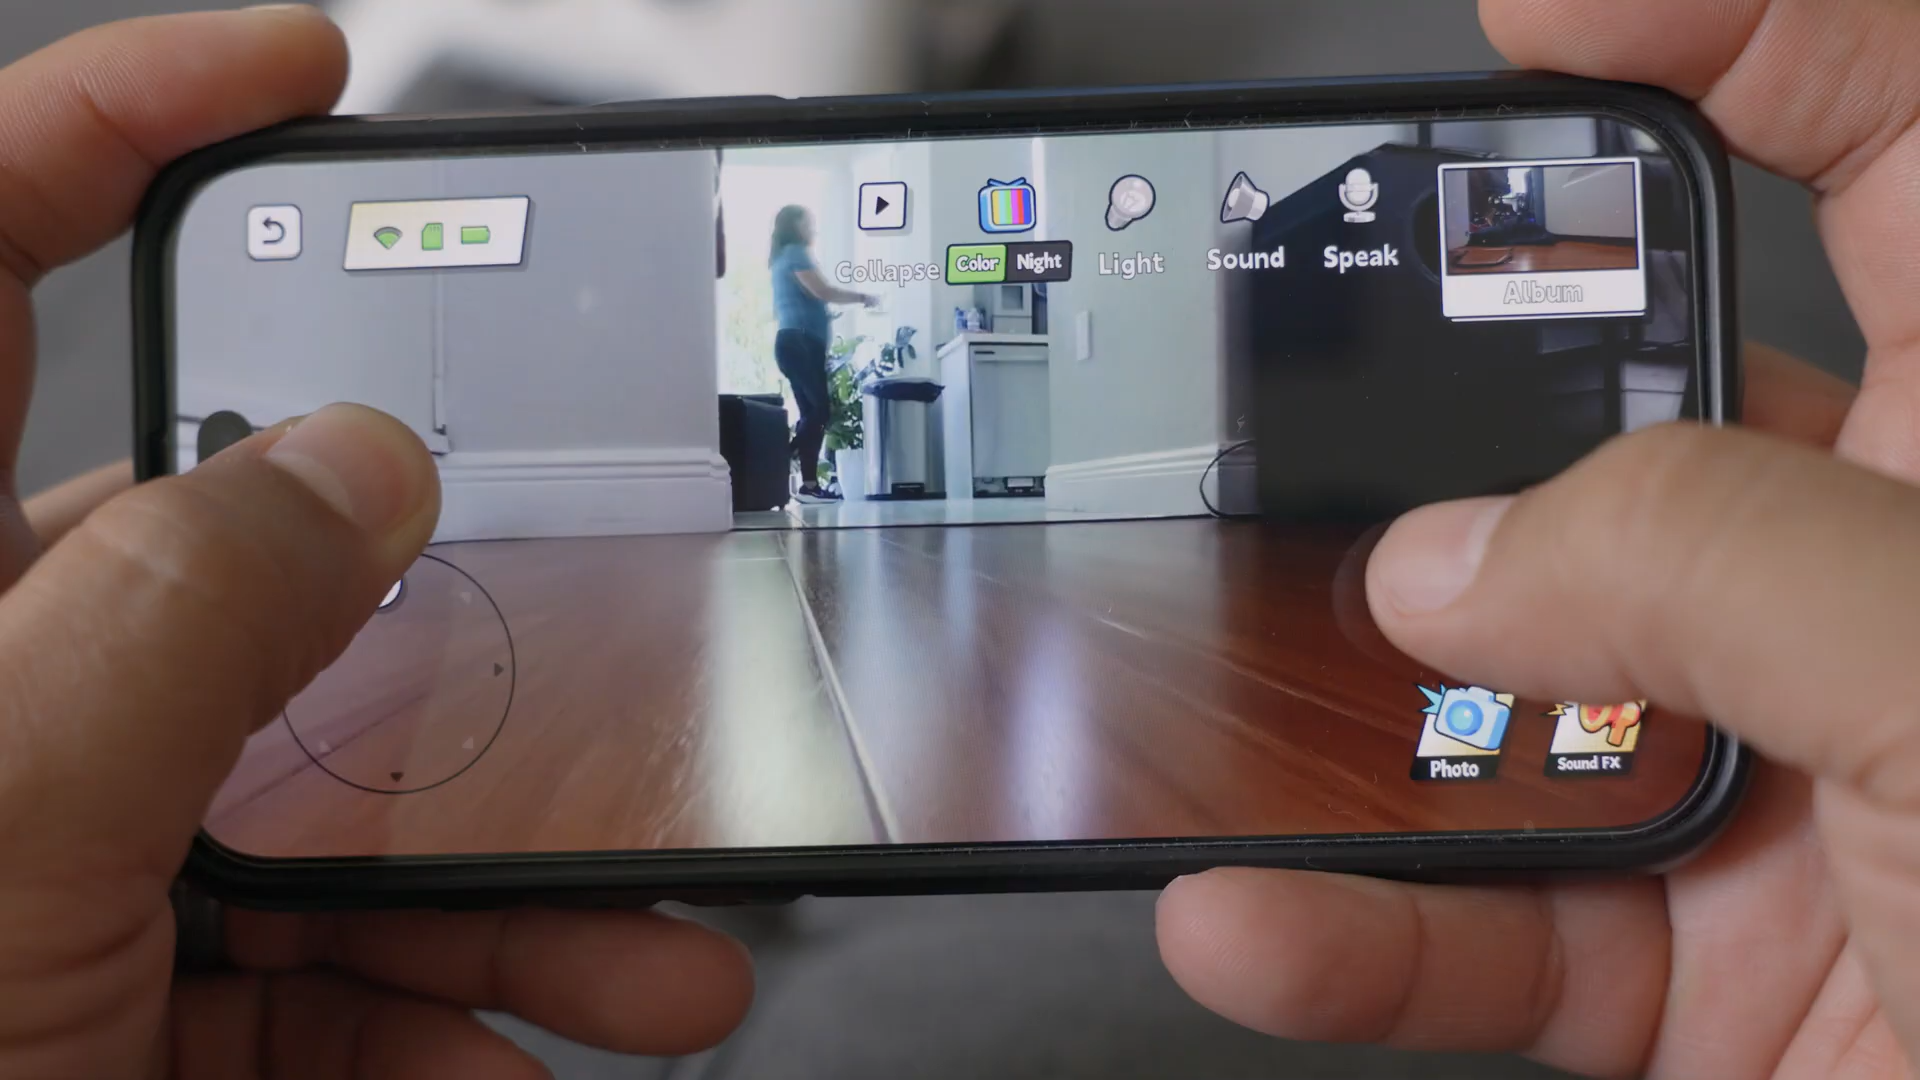 Collapse
Color Night
Light
Sound
Speak
Album
Photo
Sound FX